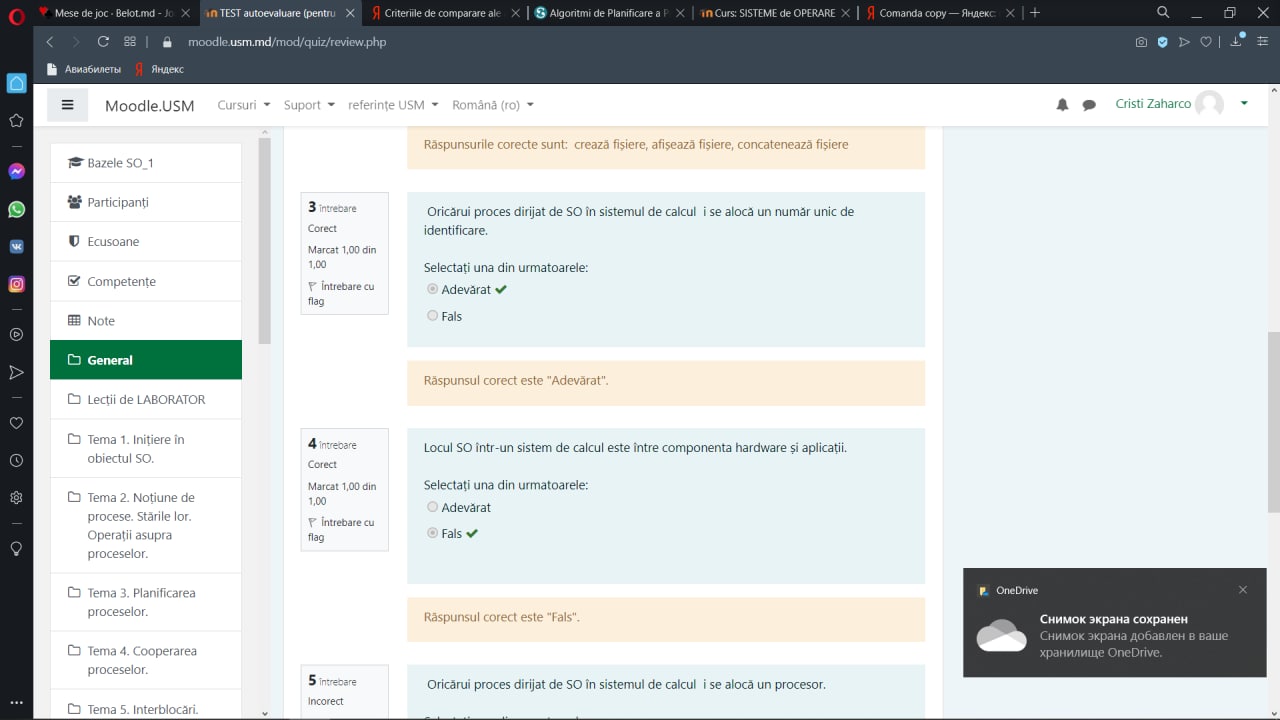 Mese de joc - Belot.md - Jo
TEST autoevaluare (pentru
Criteriile de comparare ale
Algoritmi de Planificare a P
Curs SISTEME de OPERARE
Comanda copy — Яндекс:
moodle.usm.md/mod/quiz/review.php
Авиабилеты
Яндекс
Moodle.USM
Cursuri
Suport
referințe USM
Română (ro)
Cristi Zaharco
Bazele SO_1
Participanți
Ecusoane
Competențe
Note
General
Lecții de LABORATOR
Tema 1. Inițiere în
obiectul SO.
Tema 2. Noțiune de
procese. Stările lor.
Operații asupra
proceselor.
Tema 3. Planificarea
proceselor.
Tema 4. Cooperarea
proceselor.
Tema 5. Interblocări.
Răspunsurile corecte sunt: crează fișiere, afișează fișiere, concatenează fișiere
3 Întrebare
Corect
Marcat 1,00 din
1,00
Întrebare cu
flag
Oricărui proces dirijat de SO în sistemul de calcul i se alocă un număr unic de
identificare.
Selectați una din urmatoarele:
Adevărat
Fals
Răspunsul corect este "Adevărat".
4 Întrebare
Corect
Marcat 1,00 din
1,00
Întrebare cu
flag
Locul SO într-un sistem de calcul este între componenta hardware și aplicații.
Selectați una din urmatoarele:
Adevărat
Fals
Răspunsul corect este "Fals".
5 Întrebare
Incorect
Oricărui proces dirijat de SO în sistemul de calcul i se alocă un procesor.
OneDrive
Снимок экрана сохранен
Снимок экрана добавлен в ваше
хранилище OneDrive.